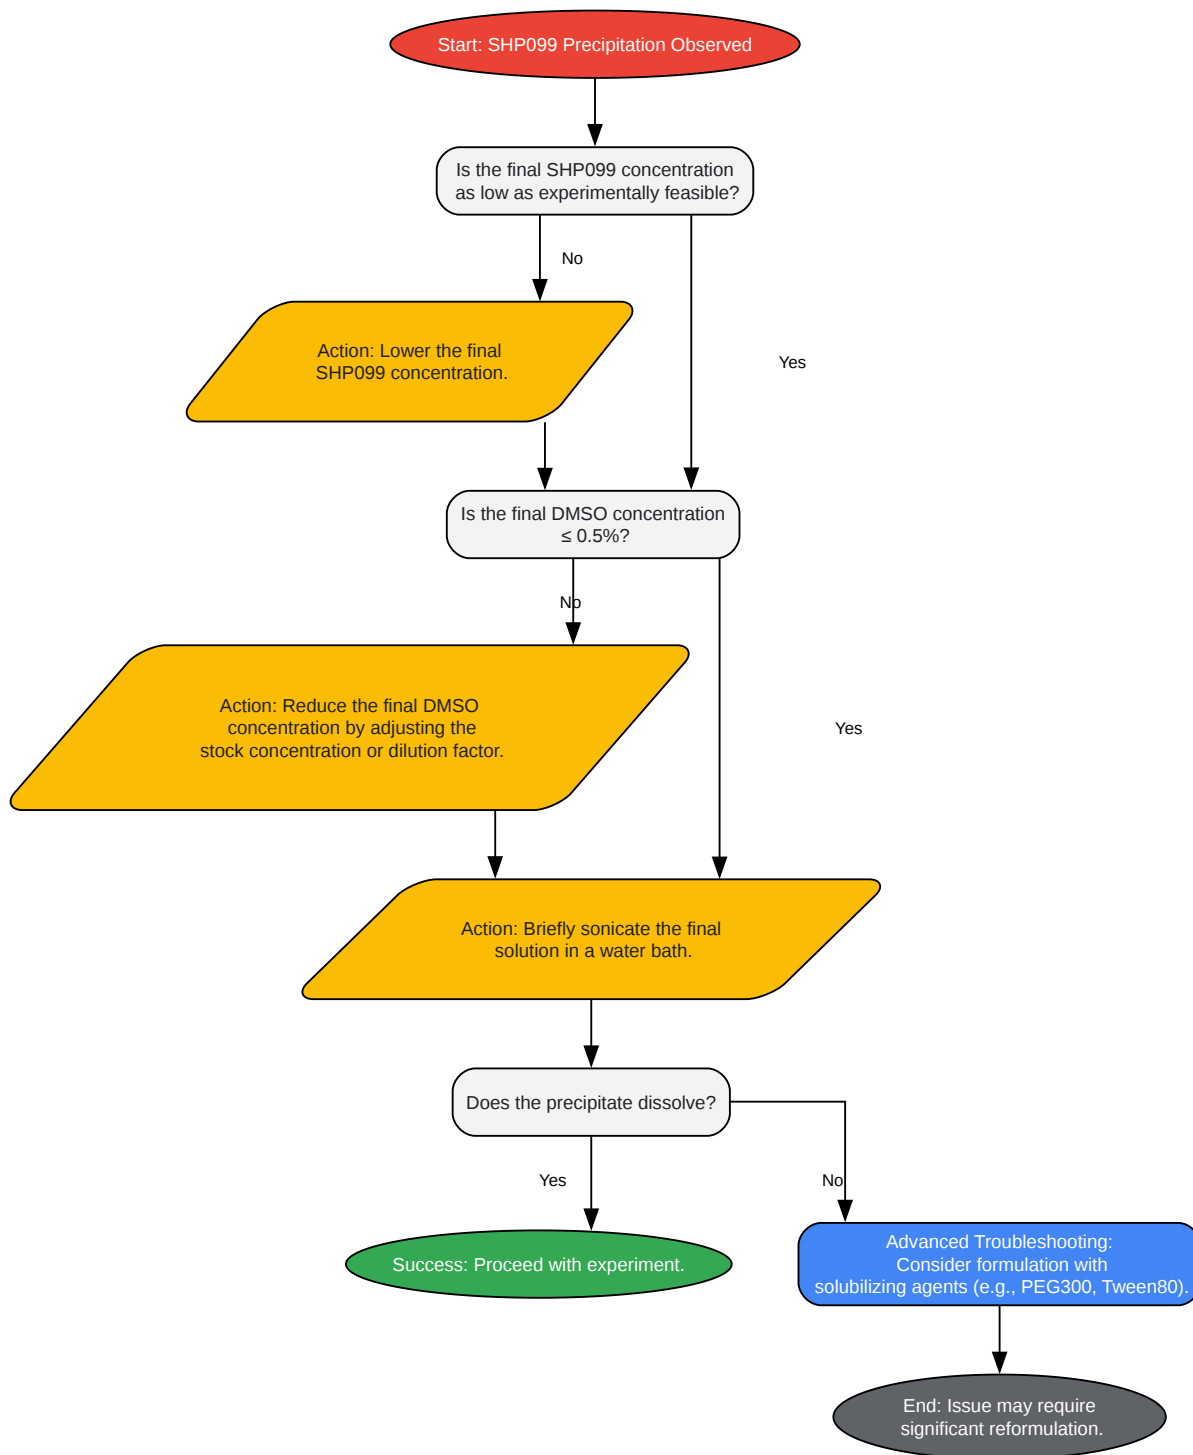 Start: SHP099 Precipitation Observed
Is the final SHP099 concentration
as low as experimentally feasible?
No
Action: Lower the final
SHP099 concentration.
Yes
Is the final DMSO concentration
≤ 0.5%?
No
Action: Reduce the final DMSO
concentration by adjusting the
stock concentration or dilution factor.
Yes
Action: Briefly sonicate the final
solution in a water bath.
Does the precipitate dissolve?
Yes
No
Success: Proceed with experiment.
Advanced Troubleshooting:
Consider formulation with
solubilizing agents (e.g., PEG300, Tween80).
End: Issue may require
significant reformulation.